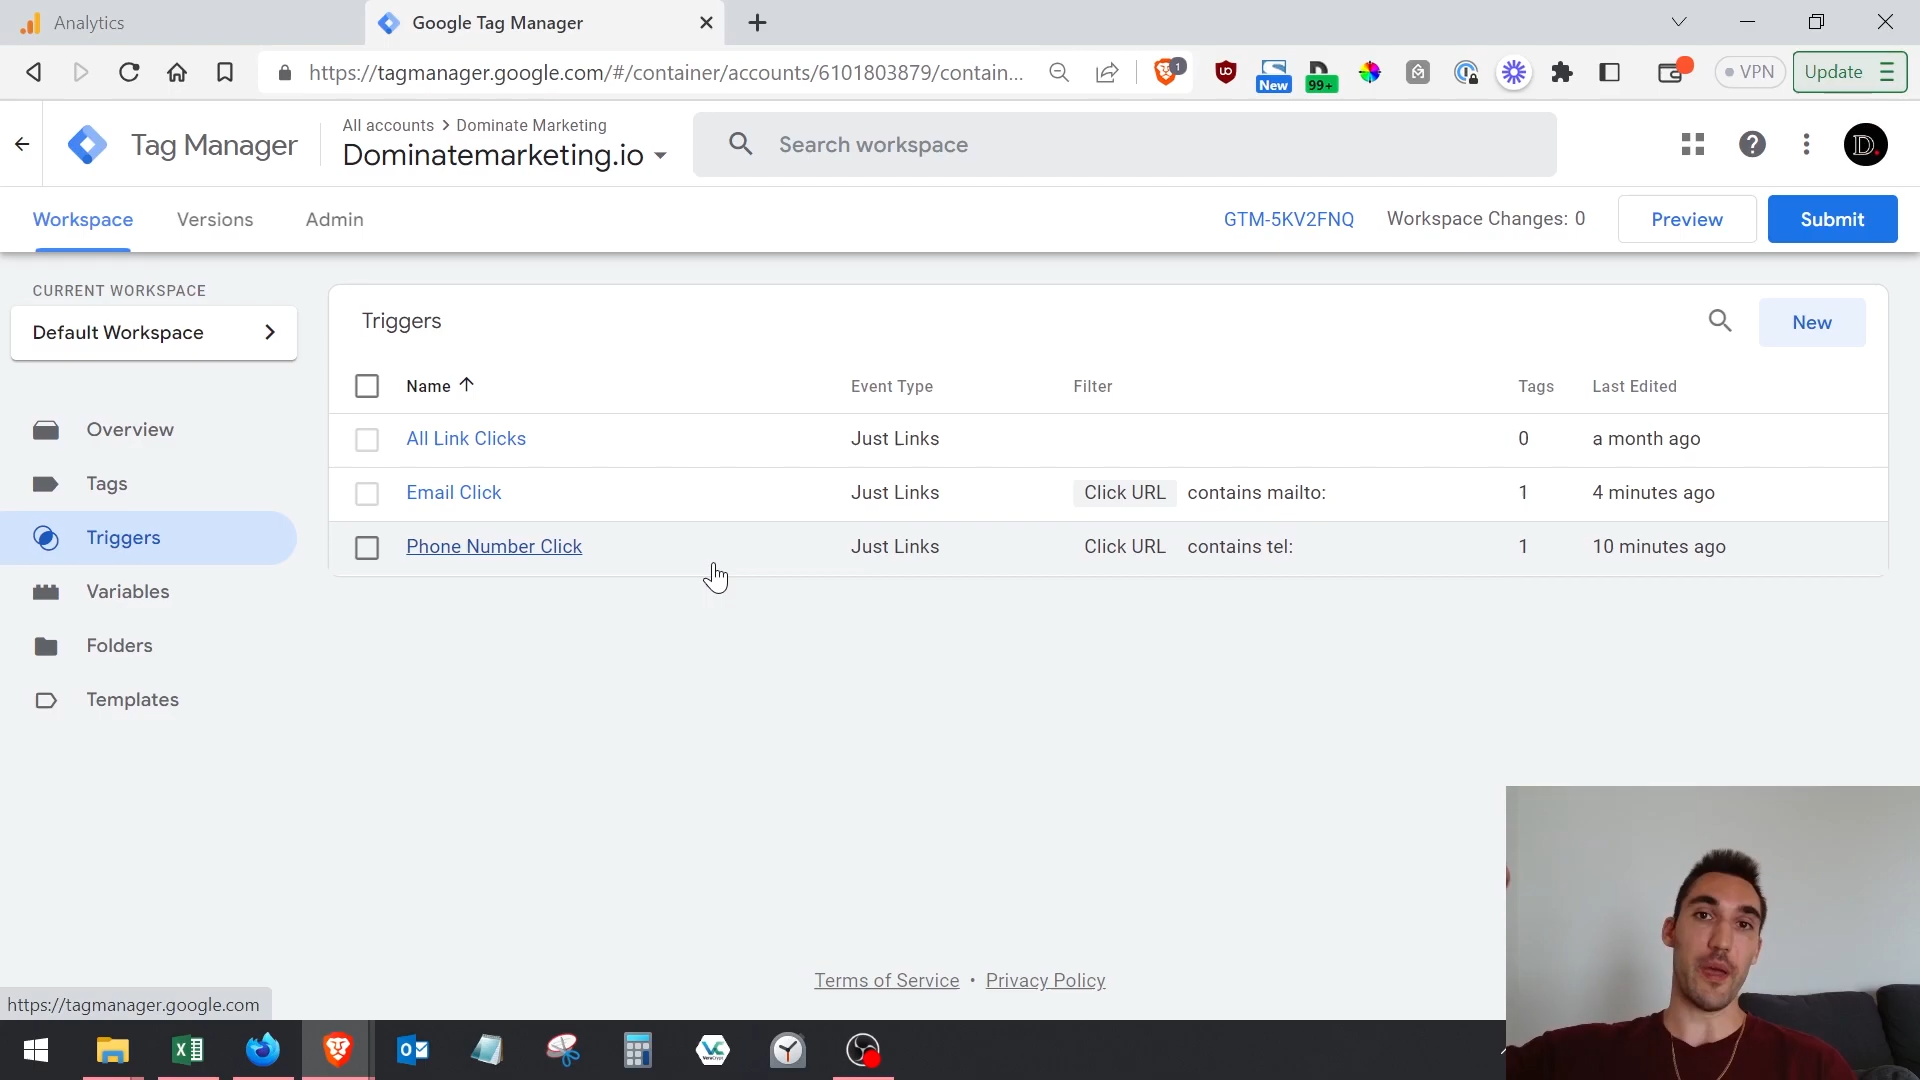 Analytics
Google Tag Manager
https://tagmanager.google.com/#/container/accounts/6101803879/contain...
1
New
99+
VPN
Update
Tag Manager
All accounts > Dominate Marketing
Dominatemarketing.io
Search workspace
D.
Workspace
Versions
Admin
GTM-5KV2FNQ
Workspace Changes: 0
Preview
Submit
CURRENT WORKSPACE
Default Workspace
Overview
Tags
Triggers
Variables
Folders
Templates
Triggers
New
Name
Event Type
Filter
Tags
Last Edited
All Link Clicks
Just Links
0
a month ago
Email Click
Just Links
Click URL contains mailto:
1
4 minutes ago
Phone Number Click
Just Links
Click URL contains tel:
1
10 minutes ago
Terms of Service • Privacy Policy
https://tagmanager.google.com